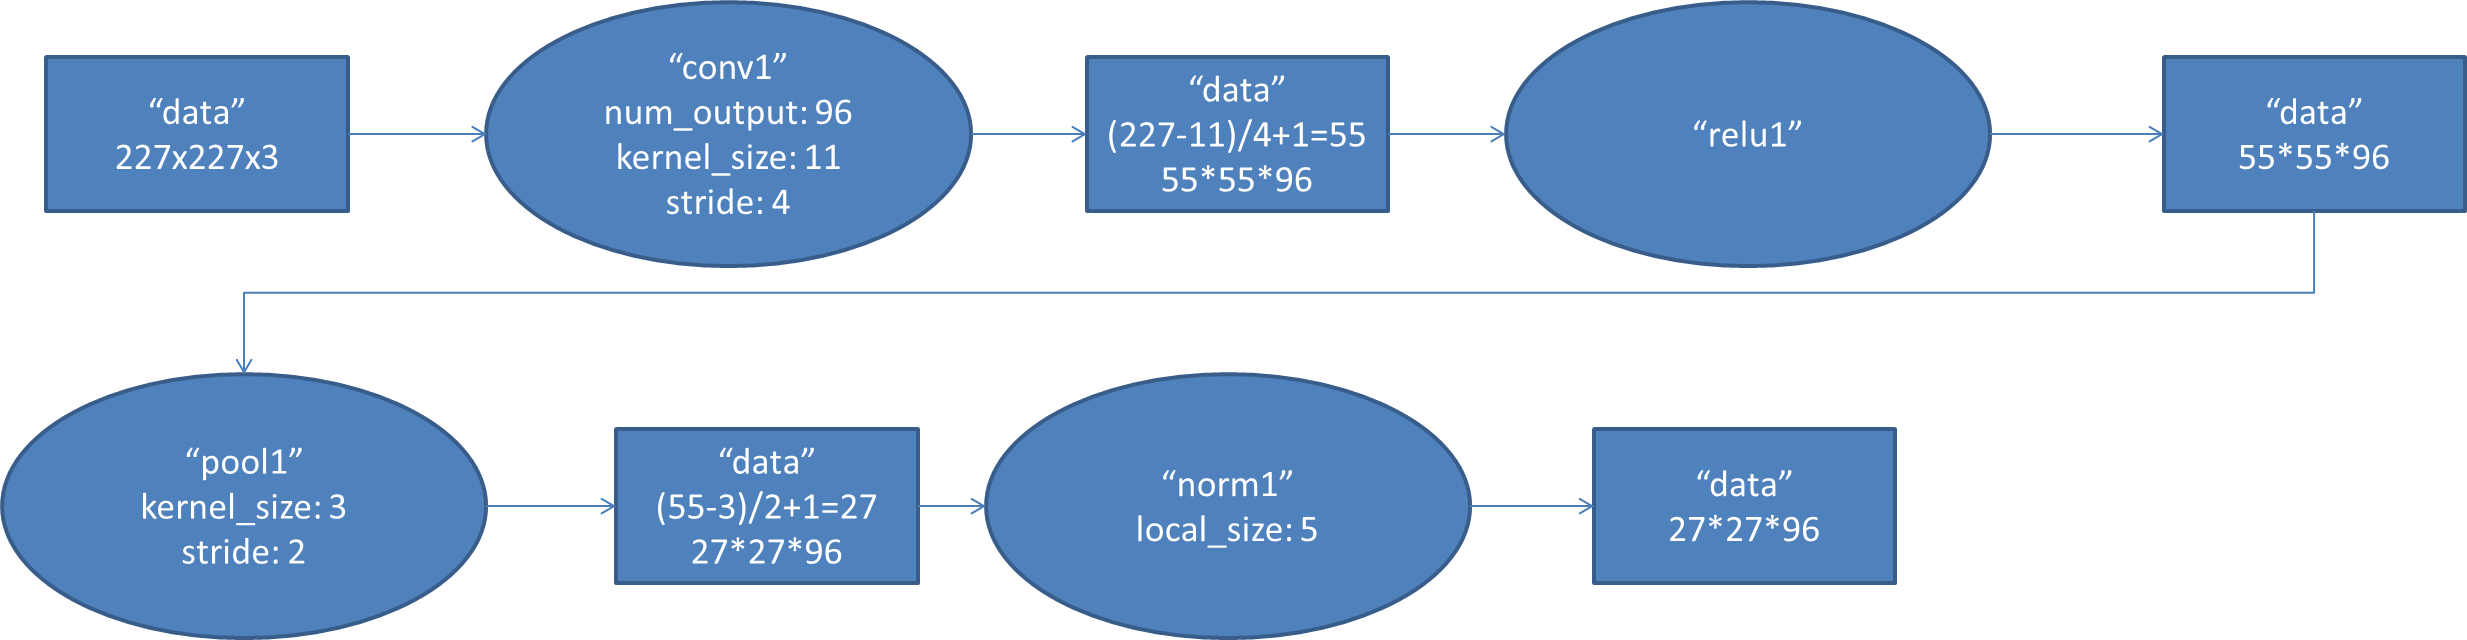 “data”
227x227x3
“conv1”
num_output: 96
kernel_size: 11
stride: 4
“data”
(227-11)/4+1=55
55*55*96
“relu1”
“data”
55*55*96
“pool1”
kernel_size: 3
stride: 2
“data”
(55-3)/2+1=27
27*27*96
“norm1”
local_size: 5
“data”
27*27*96